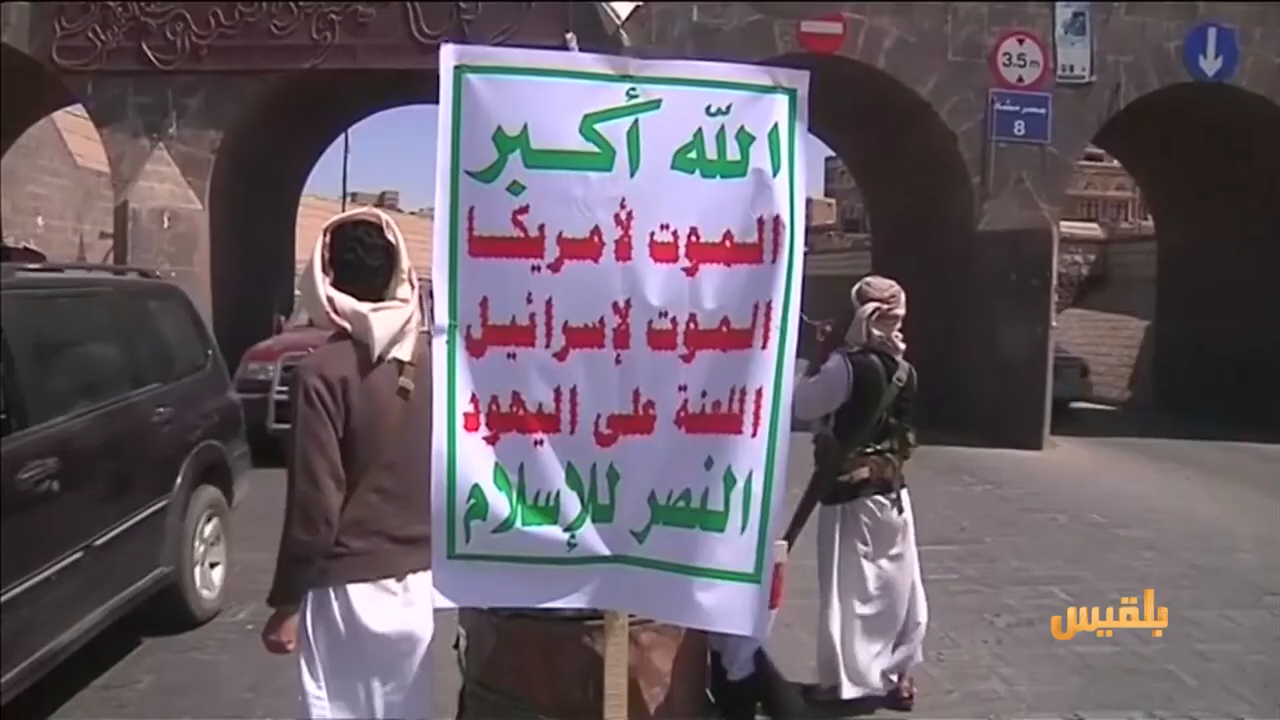 الله أكبر
الموت لأمريكا
الموت لإسرائيل
اللعنة على اليهود
النصر للإسلام
3.5m
8
بلقيس